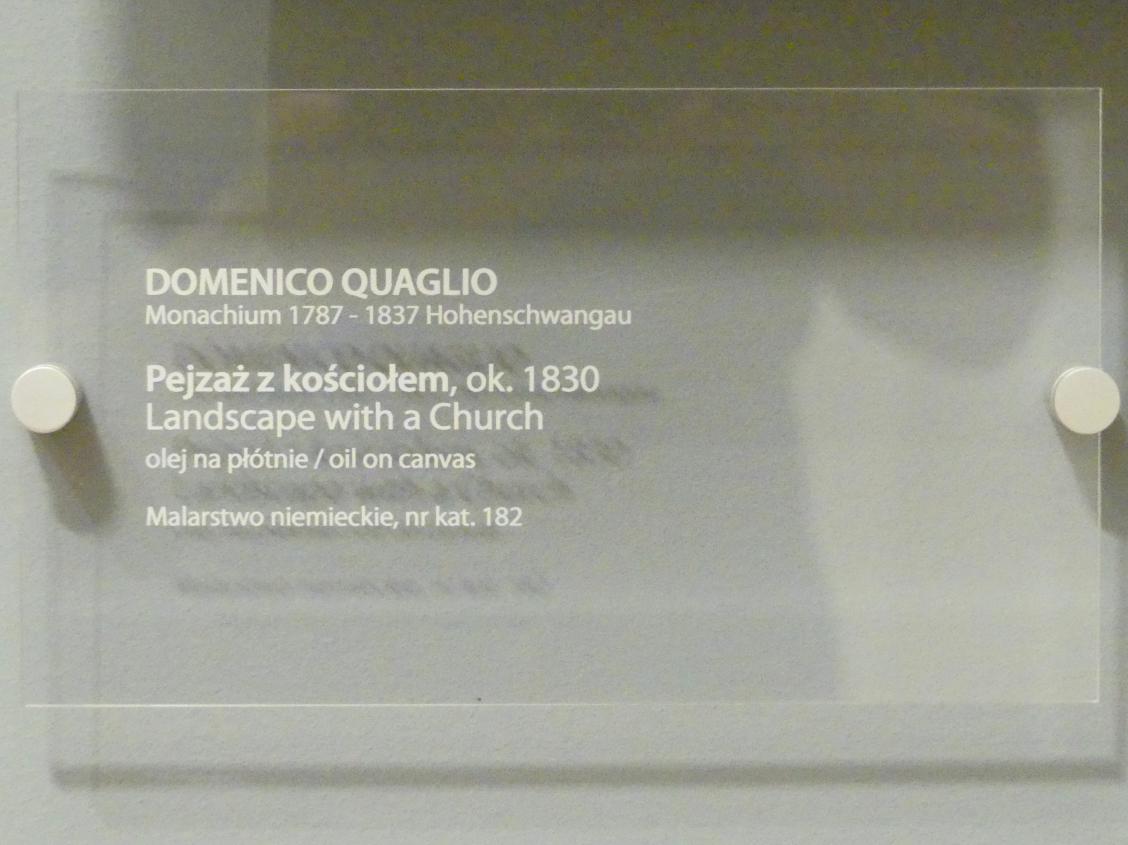 DOMENICO QUAGLIO
Monachium 1787 - 1837 Hohenschwangau
Pejzaż z kościołem, ok. 1830
Landscape with a Church
olej na płótnie / oil on canvas
Malarstwo niemieckie, nr kat. 182